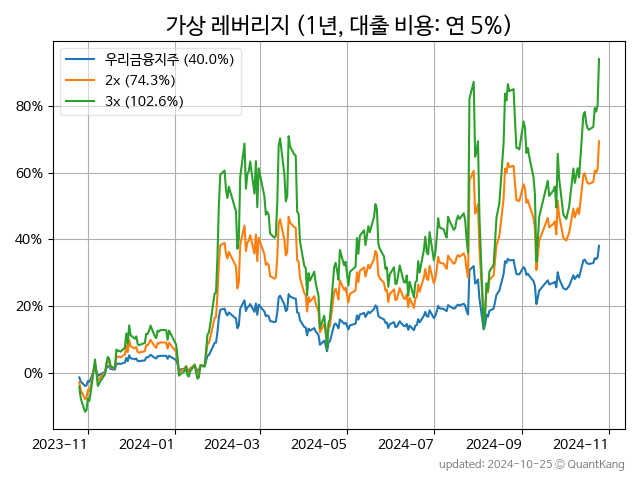 가상 레버리지 (1년, 대출 비용: 연 5%)
우리금융지주 (40.0%)
2x (74.3%)
3x (102.6%)
80%
60%
40%
20%
0%
2023-11
2024-01
2024-03
2024-05
2024-07
2024-09
2024-11
updated: 2024-10-25 © QuantKang